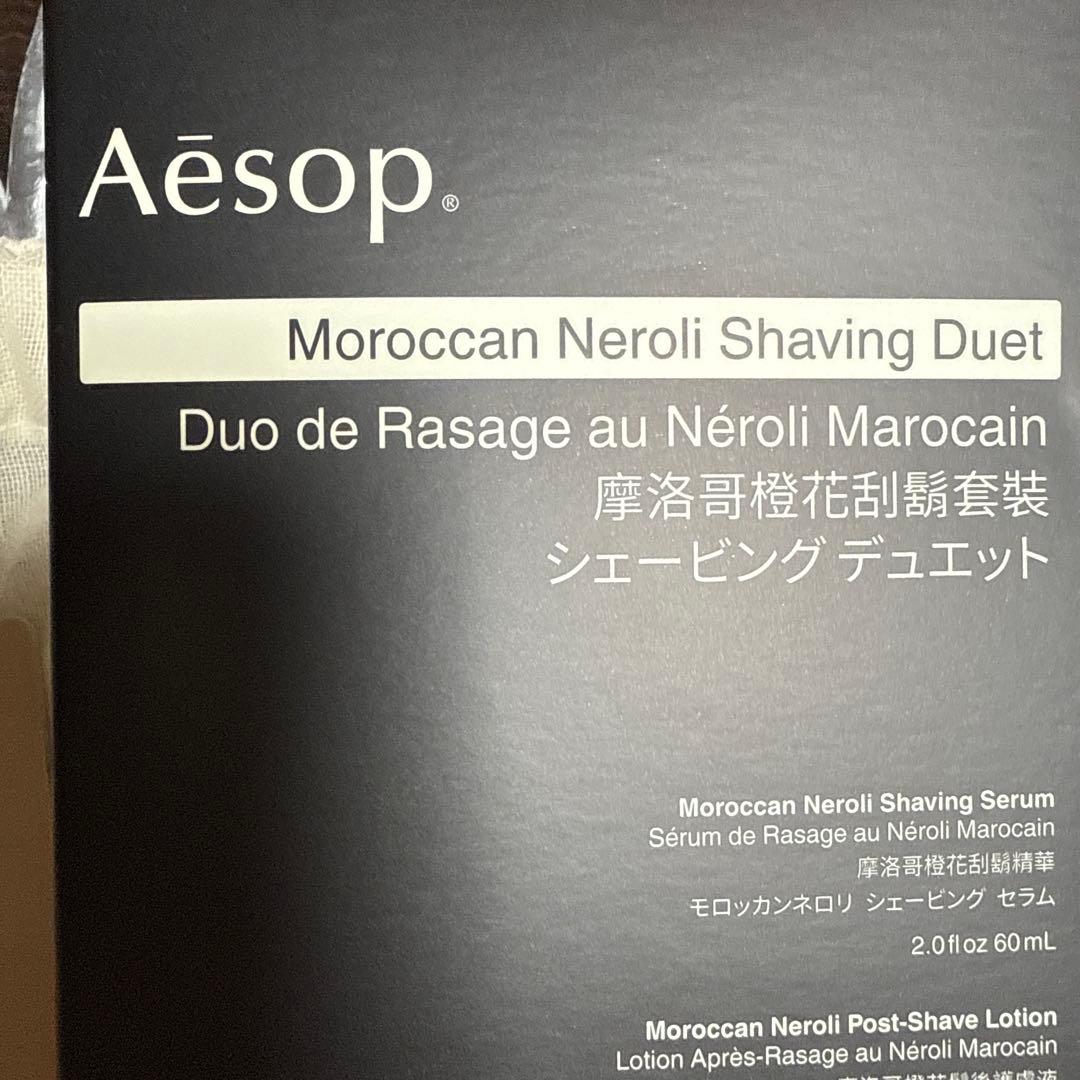 Aēsop®
Moroccan Neroli Shaving Duet
Duo de Rasage au Néroli Marocain
摩洛哥橙花刮鬍套裝
シェービング デュエット
Moroccan Neroli Shaving Serum
Sérum de Rasage au Néroli Marocain
摩洛哥橙花刮鬍精華
モロッカンネロリ シェービング セラム
2.0 fl oz 60 mL
Moroccan Neroli Post-Shave Lotion
Lotion Après-Rasage au Néroli Marocain